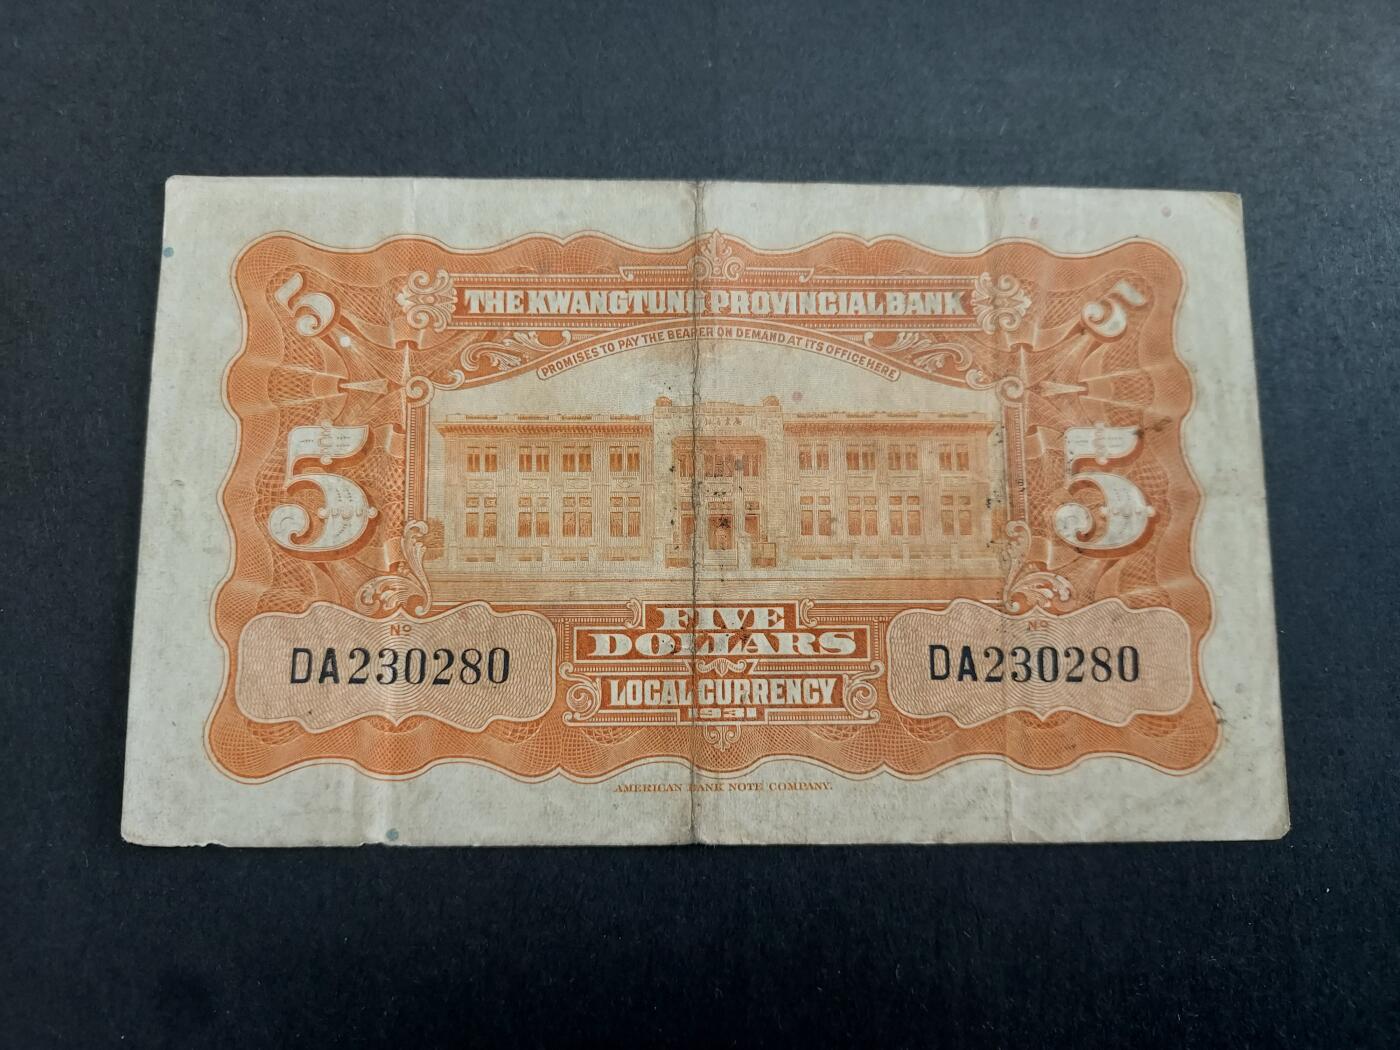 THE KWANGTUNG PROVINCIAL BANK
PROMISES TO PAY THE BEARER ON DEMAND AT ITS OFFICE HERE
5
5
5
5
Nº
DA230280
Nº
DA230280
FIVE
DOLLARS
LOCAL CURRENCY
1931
AMERICAN BANK NOTE COMPANY.